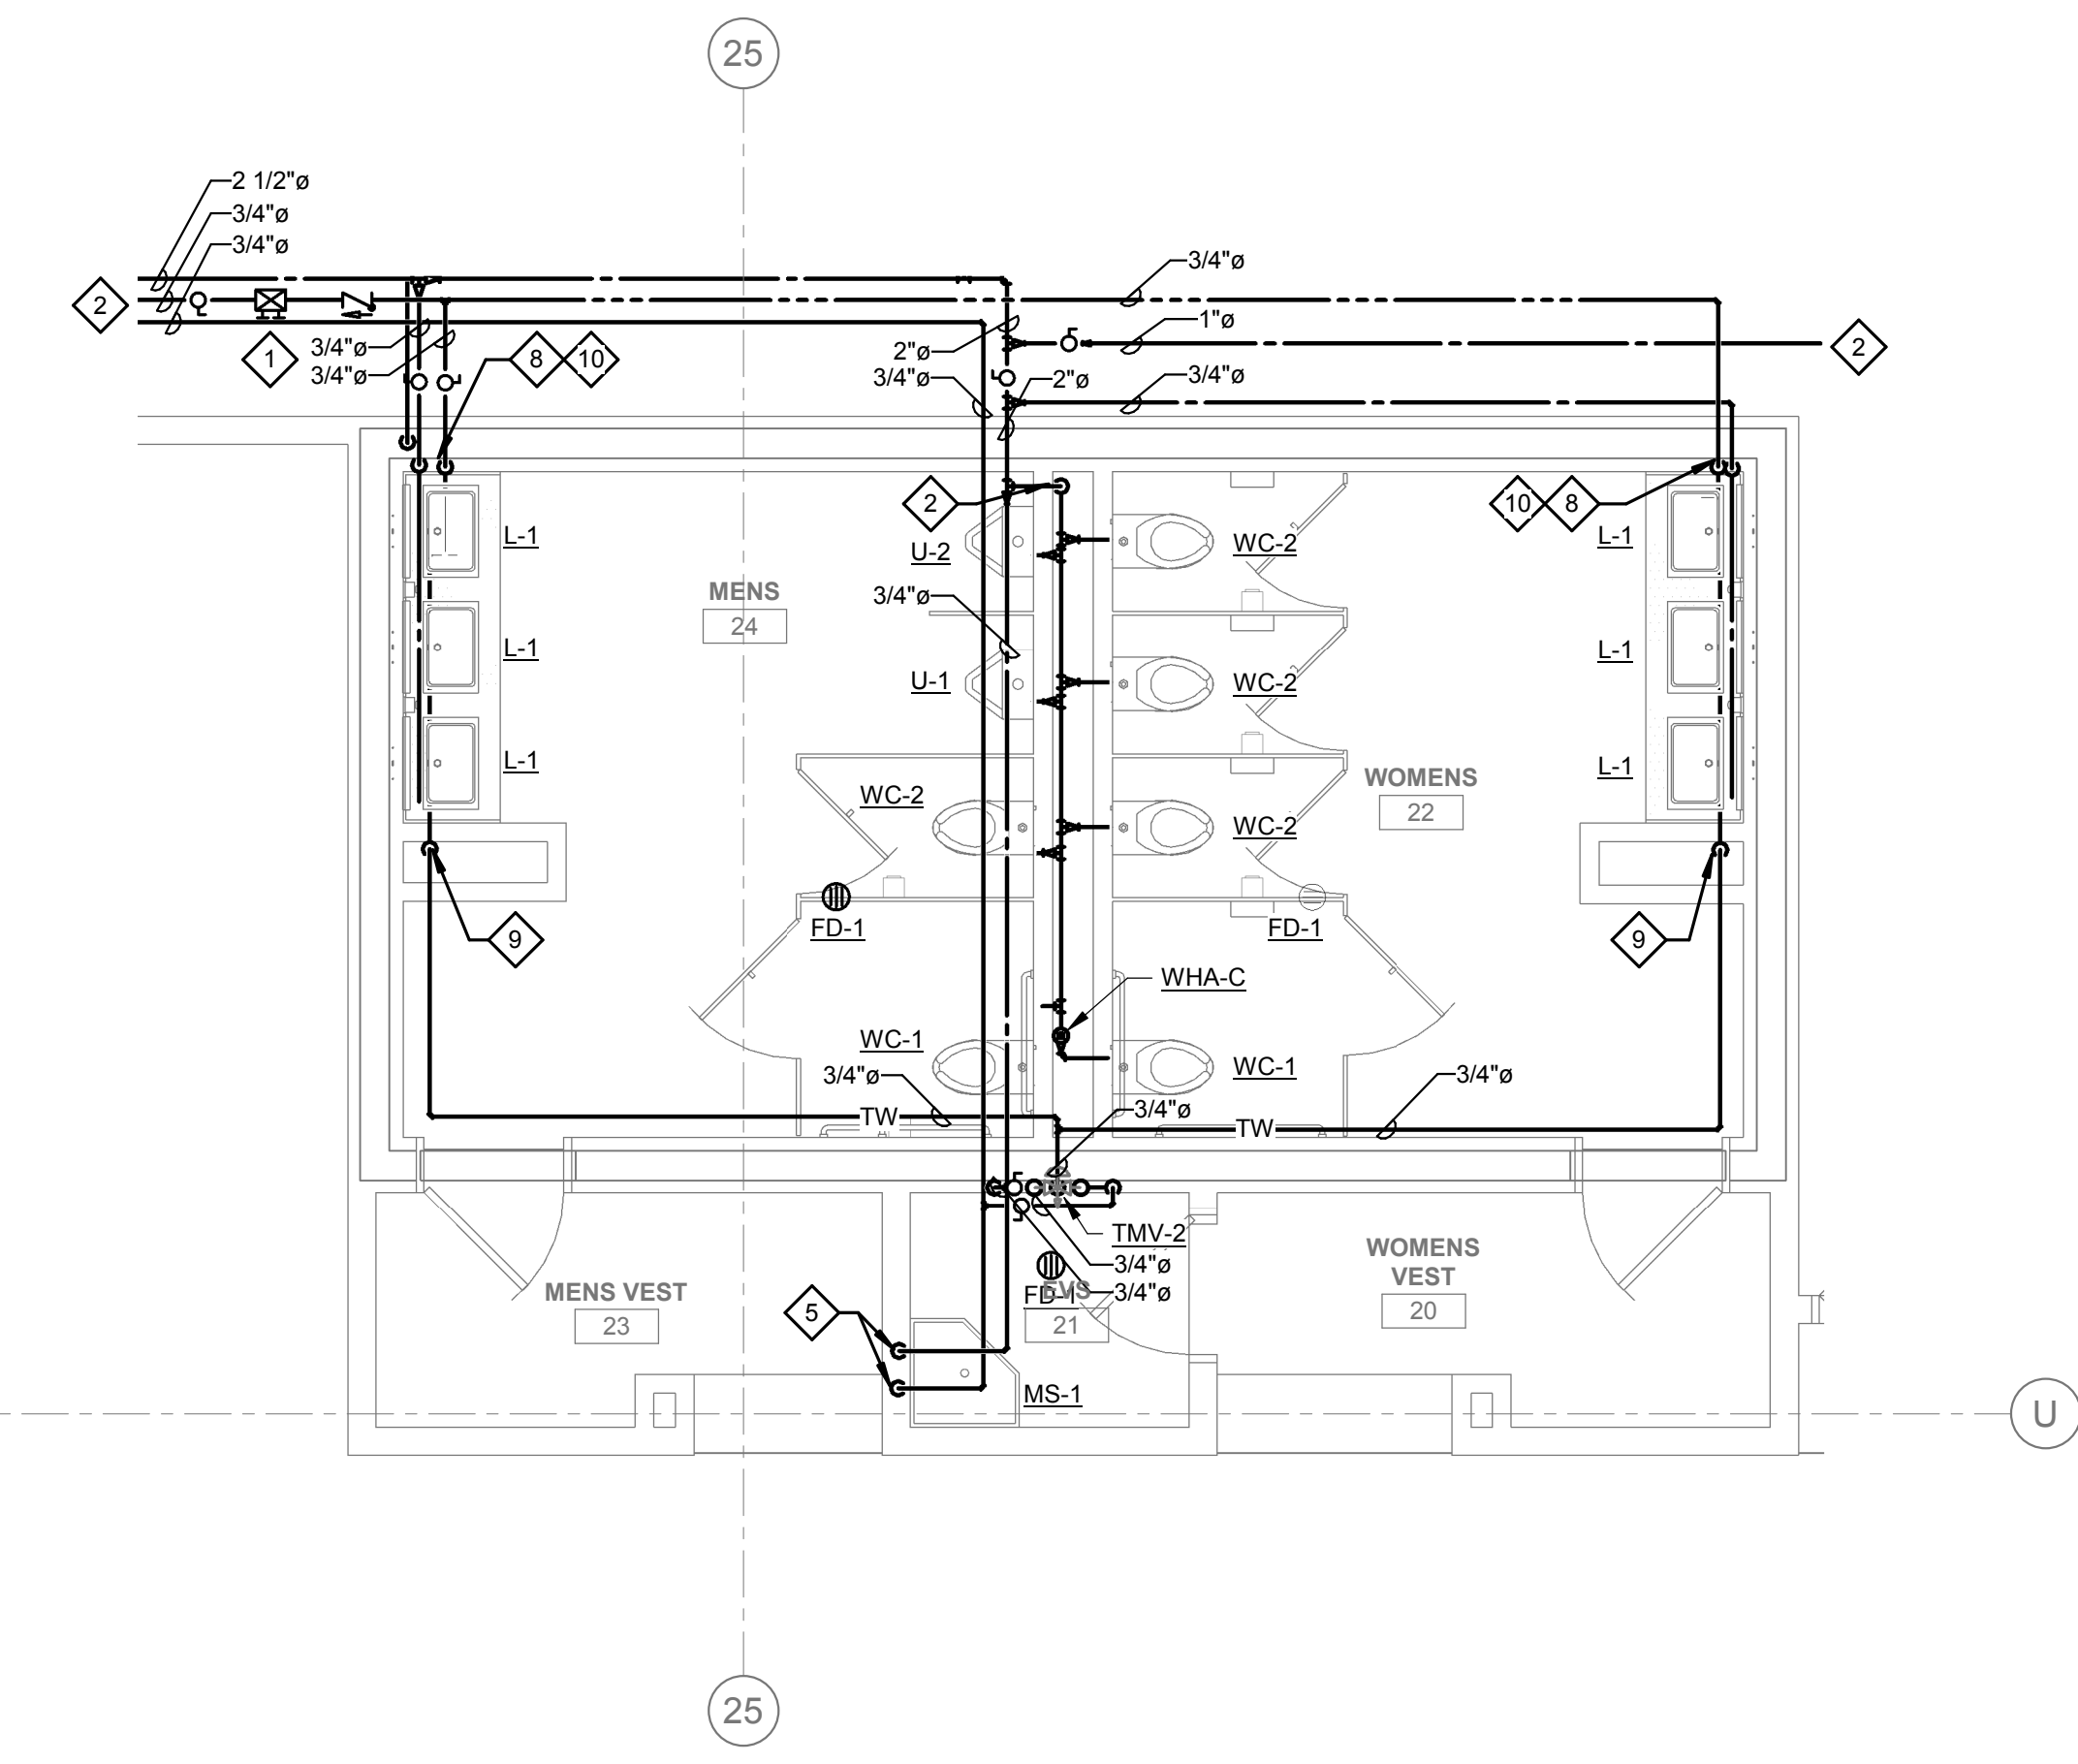 25
2 1/2"ø
3/4"ø
3/4"ø
3/4"ø
2
1"ø
2
1
3/4"ø
3/4"ø
8
10
2"ø
3/4"ø
2"ø
3/4"ø
2
10
8
L-1
U-2
WC-2
L-1
MENS
24
3/4"ø
L-1
U-1
WC-2
L-1
L-1
WC-2
WC-2
WOMENS
22
L-1
FD-1
FD-1
9
9
WHA-C
WC-1
WC-1
3/4"ø
3/4"ø
3/4"ø
TW
TW
TMV-2
3/4"ø
3/4"ø
MENS VEST
23
5
FD-1
EVS
21
WOMENS
VEST
20
MS-1
U
25